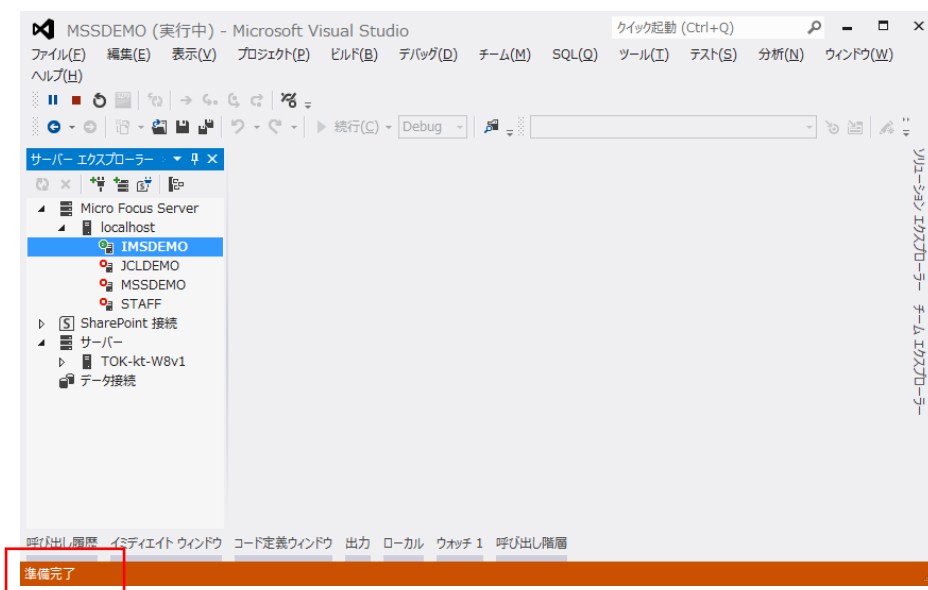 MSSDEMO (実行中) - Microsoft Visual Studio
クイック起動 (Ctrl+Q)
ファイル(F) 編集(E) 表示(V) プロジェクト(P) ビルド(B) デバッグ(D) チーム(M) SQL(Q) ツール(T) テスト(S) 分析(N) ウィンドウ(W)
ヘルプ(H)
続行(C) Debug
サーバー エクスプローラー
Micro Focus Server
localhost
IMSDEMO
JCLDEMO
MSSDEMO
STAFF
SharePoint 接続
サーバー
TOK-kt-W8v1
データ接続
ソリューション エクスプローラー
チーム エクスプローラー
呼び出し履歴 イミディエイト ウィンドウ コード定義ウィンドウ 出力 ローカル ウォッチ 1 呼び出し階層
準備完了